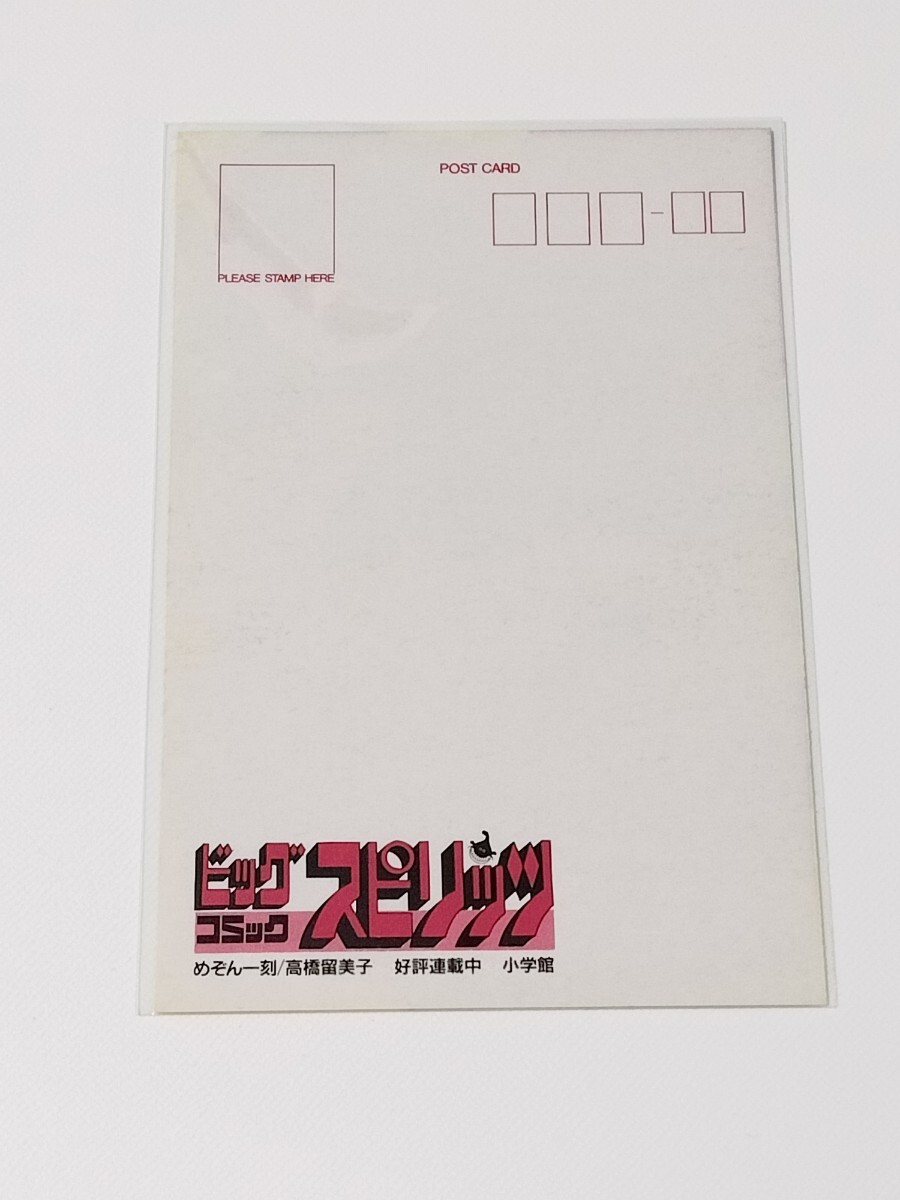 POST CARD
PLEASE STAMP HERE
ビッグ
コミック
スピリッツ
めぞん一刻/高橋留美子 好評連載中 小学館